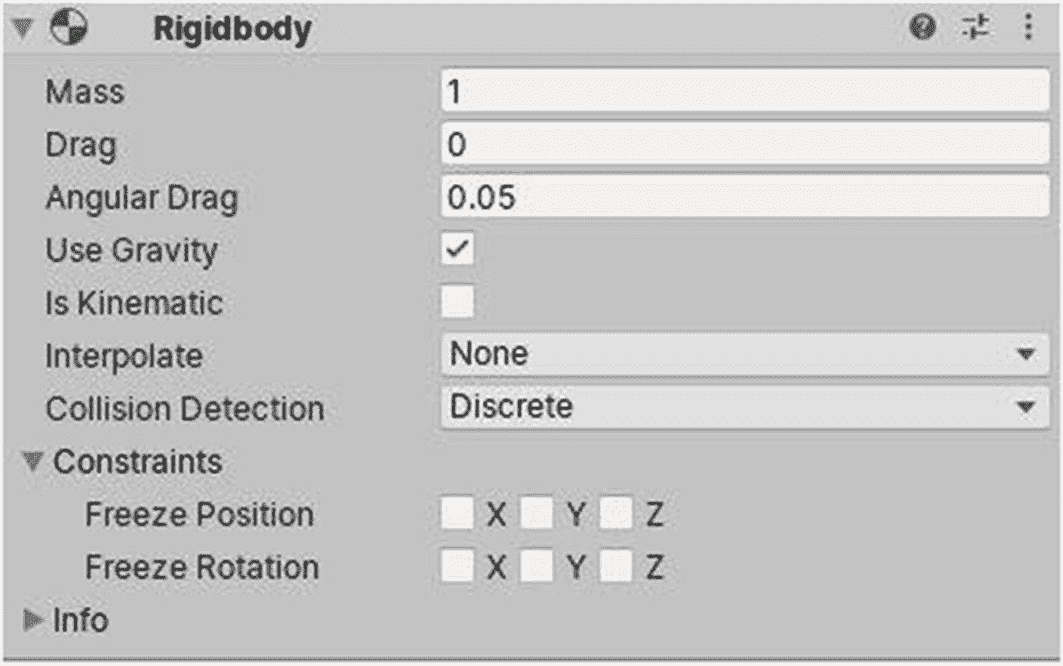 Rigidbody
Mass 1
Drag 0
Angular Drag 0.05
Use Gravity
Is Kinematic
Interpolate None
Collision Detection Discrete
Constraints
Freeze Position X Y Z
Freeze Rotation X Y Z
Info